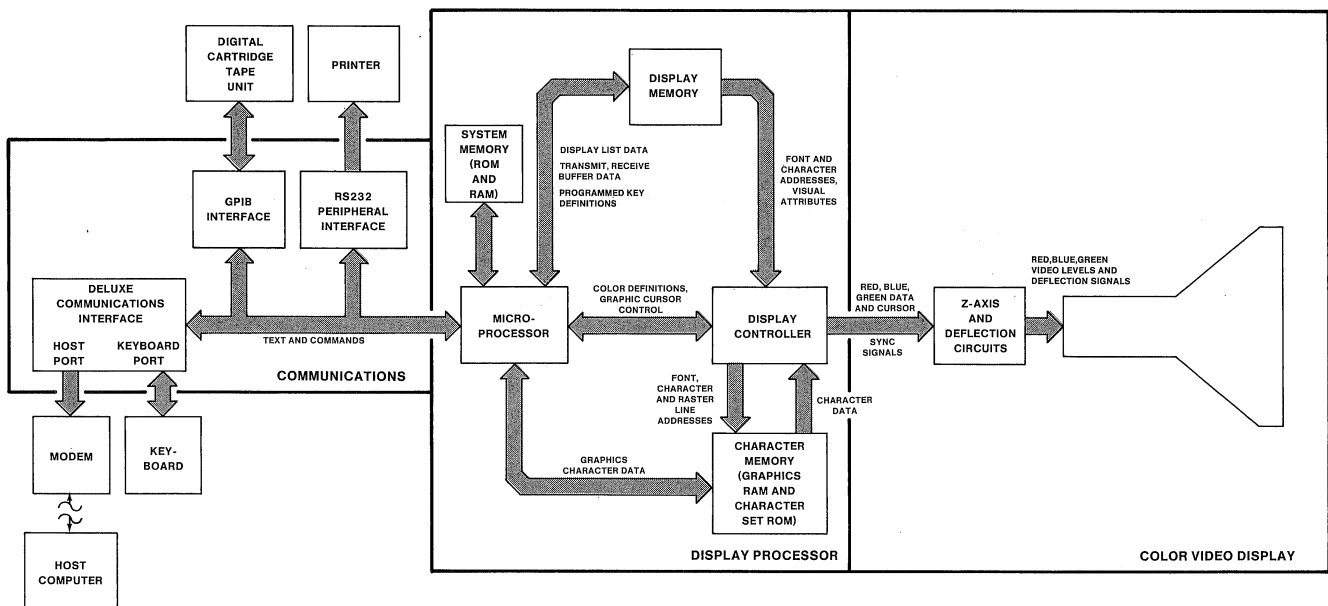 DIGITAL
CARTRIDGE
TAPE
UNIT
PRINTER
GPIB
INTERFACE
RS232
PERIPHERAL
INTERFACE
DELUXE
COMMUNICATIONS
INTERFACE
HOST
PORT
KEYBOARD
PORT
TEXT AND COMMANDS
COMMUNICATIONS
MODEM
KEY-
BOARD
HOST
COMPUTER
SYSTEM
MEMORY
(ROM
AND
RAM)
DISPLAY LIST DATA
TRANSMIT, RECEIVE
BUFFER DATA
PROGRAMMED KEY
DEFINITIONS
DISPLAY
MEMORY
FONT AND
CHARACTER
ADDRESSES,
VISUAL
ATTRIBUTES
MICRO-
PROCESSOR
COLOR DEFINITIONS,
GRAPHIC CURSOR
CONTROL
DISPLAY
CONTROLLER
FONT,
CHARACTER
AND RASTER
LINE
ADDRESSES
CHARACTER
DATA
GRAPHICS
CHARACTER DATA
CHARACTER
MEMORY
(GRAPHICS
RAM AND
CHARACTER
SET ROM)
DISPLAY PROCESSOR
RED, BLUE,
GREEN DATA
AND CURSOR
SYNC
SIGNALS
Z-AXIS
AND
DEFLECTION
CIRCUITS
RED,BLUE,GREEN
VIDEO LEVELS AND
DEFLECTION SIGNALS
COLOR VIDEO DISPLAY